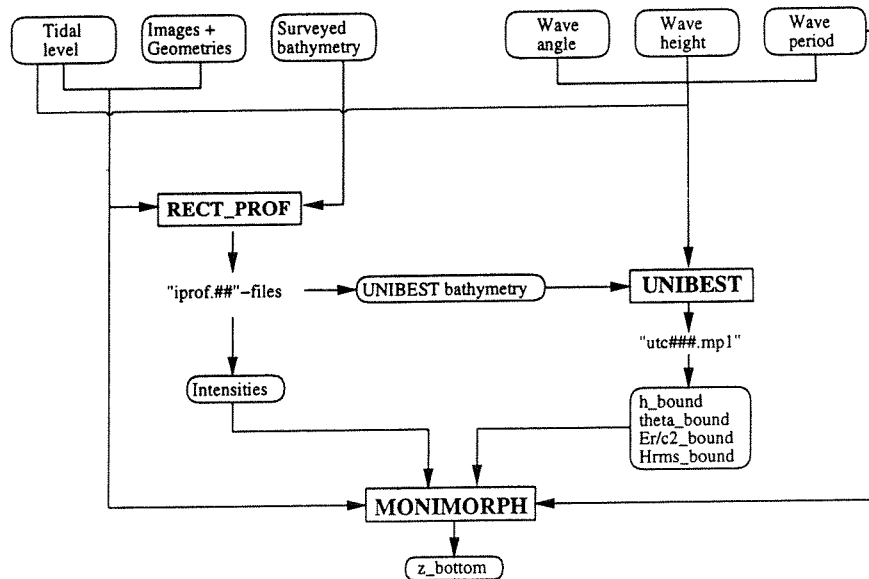 Tidal
level
Images +
Geometries
Surveyed
bathymetry
Wave
angle
Wave
height
Wave
period
RECT_PROF
"iprof.##"-files
UNIBEST bathymetry
UNIBEST
"utc###.mp1"
Intensities
h_bound
theta_bound
Er/c2_bound
Hrms_bound
MONIMORPH
z_bottom